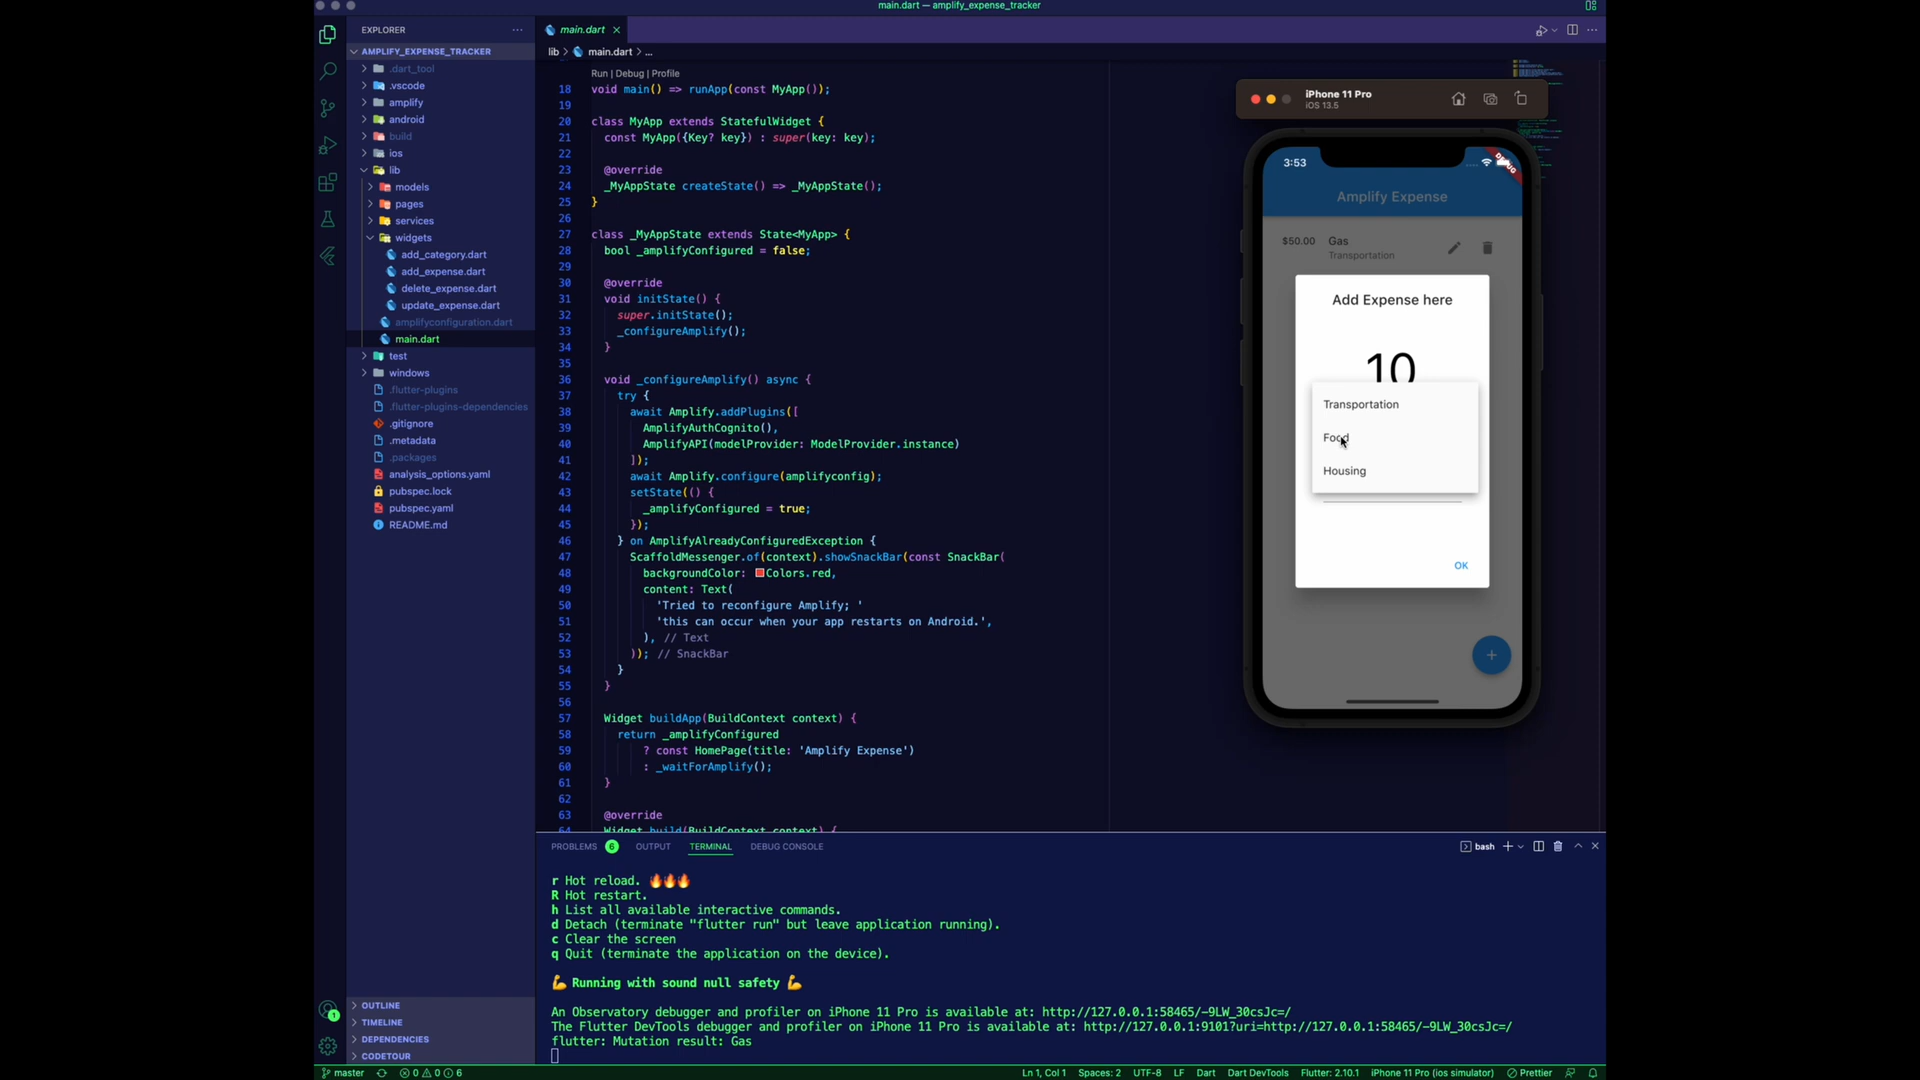 main.dart — amplify_expense_tracker
EXPLORER
AMPLIFY_EXPENSE_TRACKER
.dart_tool
.vscode
amplify
android
build
ios
lib
models
pages
services
widgets
add_category.dart
add_expense.dart
delete_expense.dart
update_expense.dart
amplifyconfiguration.dart
main.dart
test
windows
.flutter-plugins
.flutter-plugins-dependencies
.gitignore
.metadata
.packages
analysis_options.yaml
pubspec.lock
pubspec.yaml
README.md
OUTLINE
TIMELINE
DEPENDENCIES
CODETOUR
1
main.dart
lib > main.dart > ...
Run | Debug | Profile
18 void main() => runApp(const MyApp());
19
20 class MyApp extends StatefulWidget {
21 const MyApp({Key? key}) : super(key: key);
22
23 @override
24 _MyAppState createState() => _MyAppState();
25 }
26
27 class _MyAppState extends State<MyApp> {
28 bool _amplifyConfigured = false;
29
30 @override
31 void initState() {
32 super.initState();
33 _configureAmplify();
34 }
35
36 void _configureAmplify() async {
37 try {
38 await Amplify.addPlugins([
39 AmplifyAuthCognito(),
40 AmplifyAPI(modelProvider: ModelProvider.instance)
41 ]);
42 await Amplify.configure(amplifyconfig);
43 setState(() {
44 _amplifyConfigured = true;
45 });
46 } on AmplifyAlreadyConfiguredException {
47 ScaffoldMessenger.of(context).showSnackBar(const SnackBar(
48 backgroundColor: Colors.red,
49 content: Text(
50 'Tried to reconfigure Amplify; '
51 'this can occur when your app restarts on Android.',
52 ), // Text
53 )); // SnackBar
54 }
55 }
56
57 Widget buildApp(BuildContext context) {
58 return _amplifyConfigured
59 ? const HomePage(title: 'Amplify Expense')
60 : _waitForAmplify();
61 }
62
63 @override
64 Widget build(BuildContext context) {
iPhone 11 Pro
iOS 13.5
3:53
DEBUG
Amplify Expense
$50.00 Gas
Transportation
Add Expense here
10
Transportation
Food
Housing
OK
PROBLEMS 6 OUTPUT TERMINAL DEBUG CONSOLE
bash
r Hot reload. 🔥🔥🔥
R Hot restart.
h List all available interactive commands.
d Detach (terminate "flutter run" but leave application running).
c Clear the screen
q Quit (terminate the application on the device).
💪 Running with sound null safety 💪
An Observatory debugger and profiler on iPhone 11 Pro is available at: http://127.0.0.1:58465/-9LW_30csJc=/
The Flutter DevTools debugger and profiler on iPhone 11 Pro is available at: http://127.0.0.1:9101?uri=http://127.0.0.1:58465/-9LW_30csJc=/
flutter: Mutation result: Gas
master 0 0 6 Ln 1, Col 1 Spaces: 2 UTF-8 LF Dart Dart DevTools Flutter: 2.10.1 iPhone 11 Pro (ios simulator) Prettier